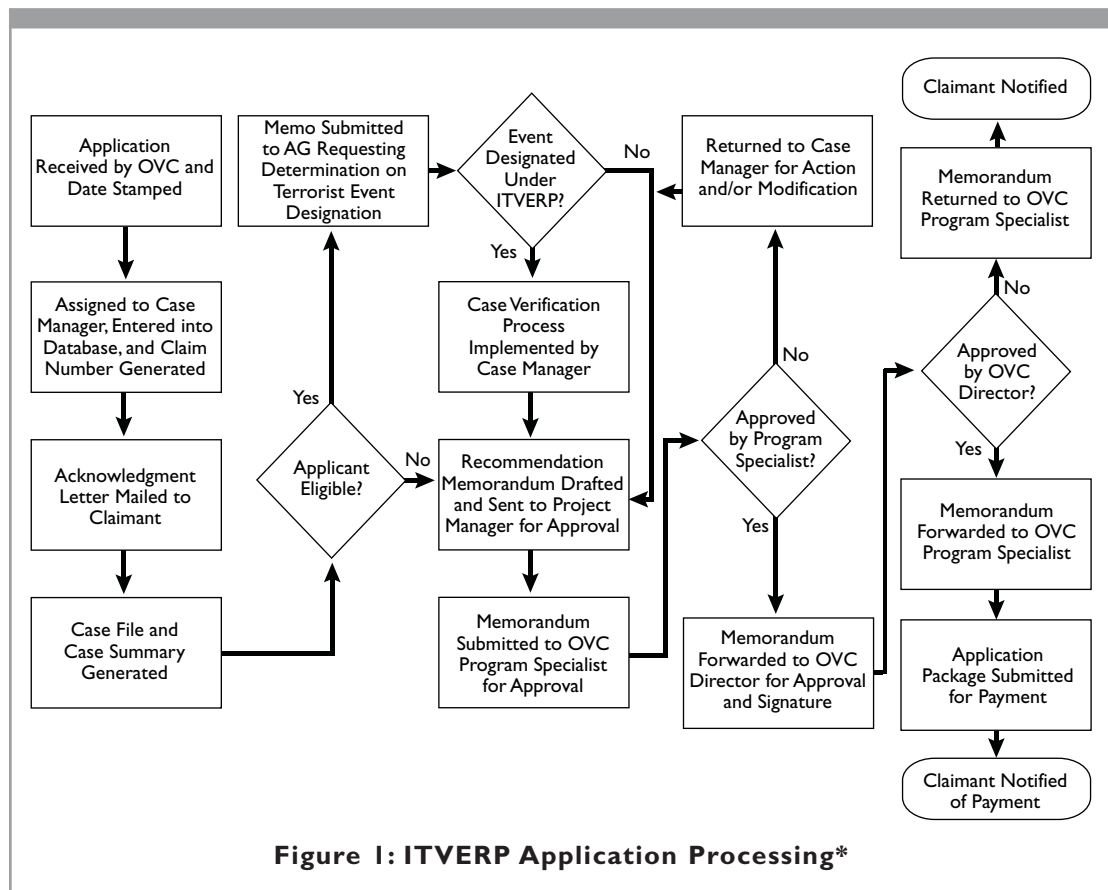 Application
Received by OVC and
Date Stamped
Assigned to Case
Manager, Entered into
Database, and Claim
Number Generated
Acknowledgment
Letter Mailed to
Claimant
Case File and
Case Summary
Generated
Memo Submitted
to AG Requesting
Determination on
Terrorist Event
Designation
Yes
Applicant
Eligible?
No
Event
Designated
Under
ITVERP?
No
Yes
Case Verification
Process
Implemented by
Case Manager
Recommendation
Memorandum Drafted
and Sent to Project
Manager for Approval
Memorandum
Submitted to OVC
Program Specialist
for Approval
Returned to Case
Manager for Action
and/or Modification
No
Approved
by Program
Specialist?
Yes
Memorandum
Forwarded to OVC
Director for Approval
and Signature
Claimant Notified
Memorandum
Returned to OVC
Program Specialist
No
Approved
by OVC
Director?
Yes
Memorandum
Forwarded to OVC
Program Specialist
Application
Package Submitted
for Payment
Claimant Notified
of Payment
Figure 1: ITVERP Application Processing*